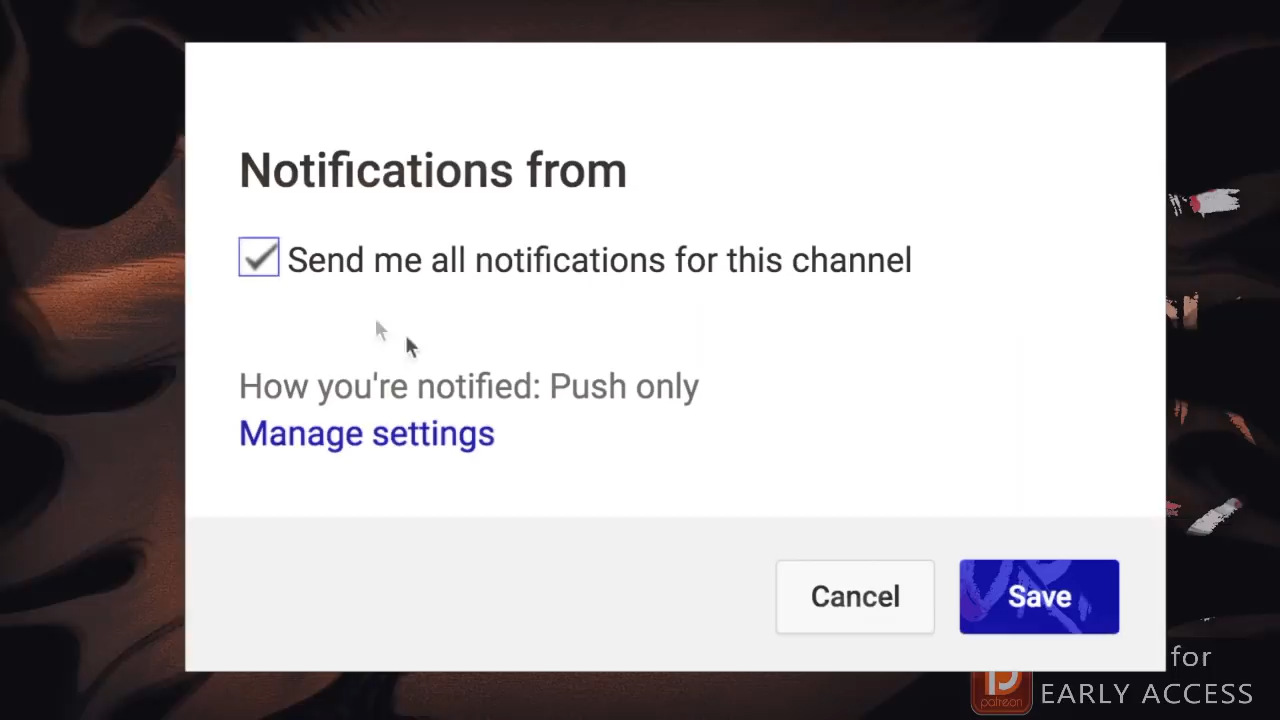 Notifications from
Send me all notifications for this channel
How you're notified: Push only
Manage settings
Cancel
Save
for
patreon
EARLY ACCESS